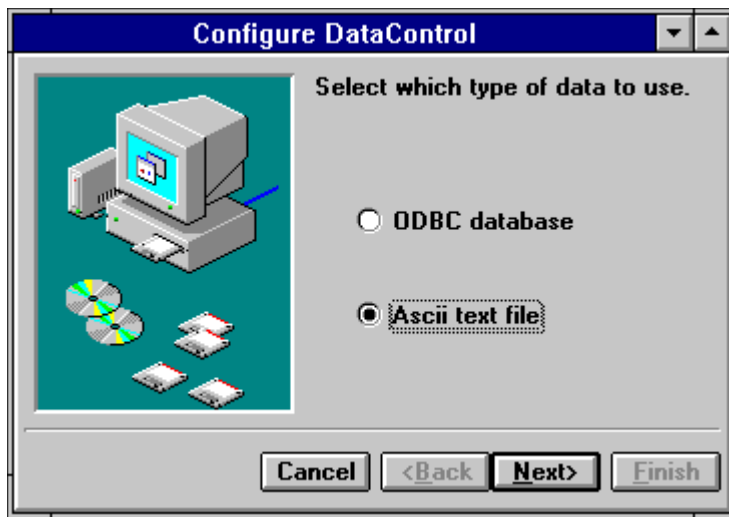 Configure DataControl
Select which type of data to use.
ODBC database
Ascii text file
Cancel <Back Next> Finish